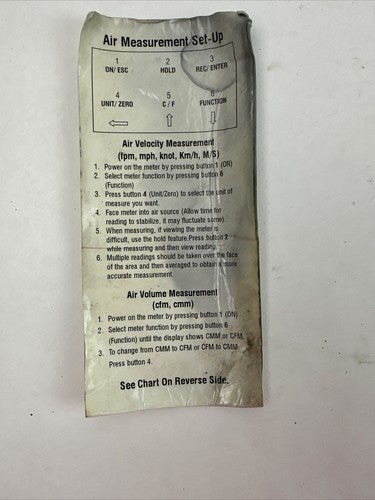 Air Measurement Set-Up
1 2 3
ON/ ESC HOLD REC/ ENTER
4 5 6
UNIT/ ZERO C / F FUNCTION
Air Velocity Measurement
(fpm, mph, knot, Km/h, M/S)
1. Power on the meter by pressing button 1 (ON)
2. Select meter function by pressing button 6
(Function)
3. Press button 4 (Unit/Zero) to select the unit of
measure you want.
4. Face meter into air source (Allow time for
reading to stabilize, it may fluctuate some).
5. When measuring, if viewing the meter is
difficult, use the hold feature. Press button 2
while measuring and then view reading.
6. Multiple readings should be taken over the face
of the area and then averaged to obtain a more
accurate measurement
Air Volume Measurement
(cfm, cmm)
1. Power on the meter by pressing button 1 (ON)
2. Select meter function by pressing button 6
(Function) until the display shows CMM or CFM.
3. To change from CMM to CFM or CFM to CMM
Press button 4.
See Chart On Reverse Side.